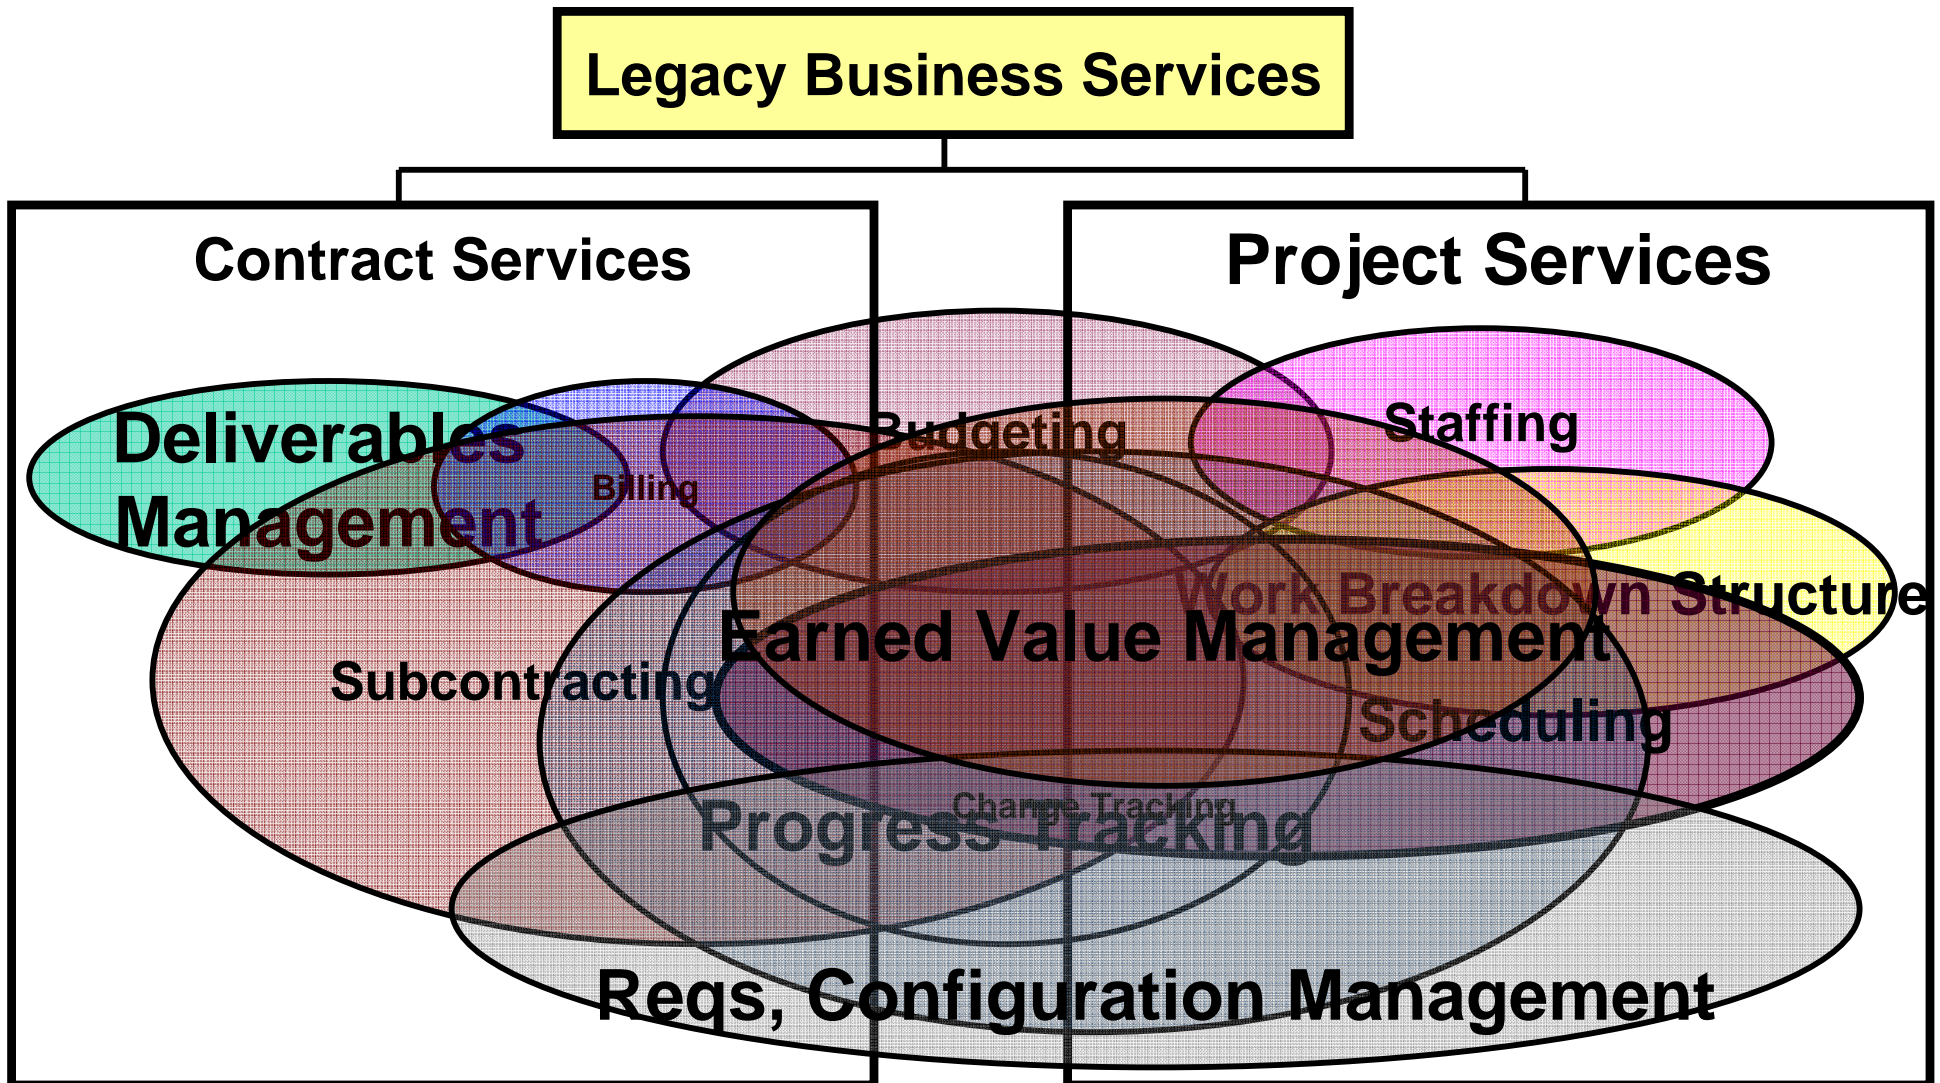 Legacy Business Services
Contract Services
Project Services
Deliverables
Management
Billing
Budgeting
Staffing
Work Breakdown Structure
Earned Value Management
Subcontracting
Scheduling
Change Tracking
Progress Tracking
Reqs, Configuration Management